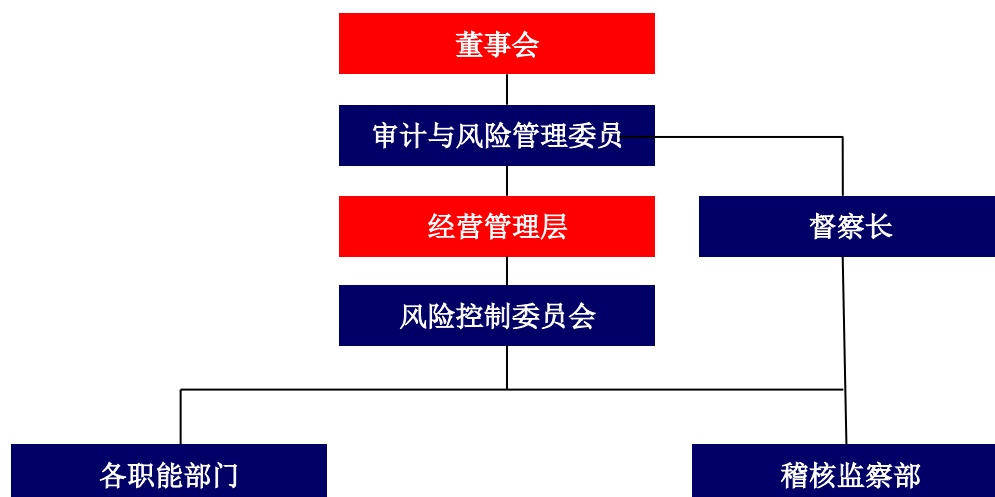 董事会
审计与风险管理委员
经营管理层
督察长
风险控制委员会
各职能部门
稽核监察部